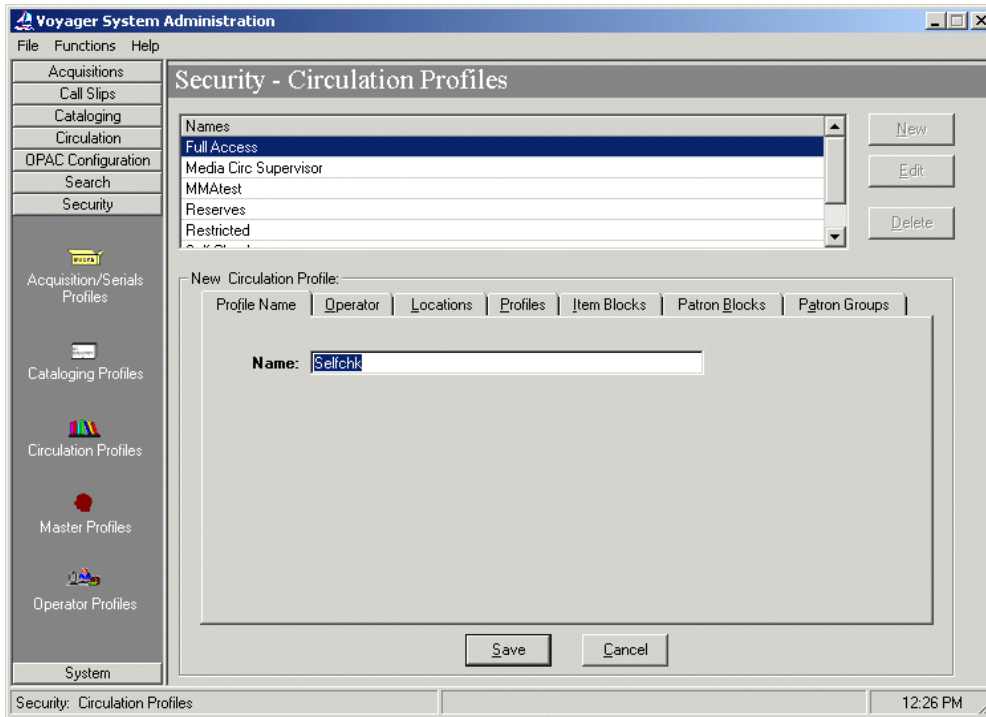 Voyager System Administration
File Functions Help
Acquisitions
Call Slips
Cataloging
Circulation
OPAC Configuration
Search
Security
Acquisition/Serials
Profiles
Cataloging Profiles
Circulation Profiles
Master Profiles
Operator Profiles
System
Security - Circulation Profiles
Names
Full Access
Media Circ Supervisor
MMAtest
Reserves
Restricted
New
Edit
Delete
New Circulation Profile:
Profile Name Operator Locations Profiles Item Blocks Patron Blocks Patron Groups
Name: Selfchk
Save Cancel
Security: Circulation Profiles 12:26 PM